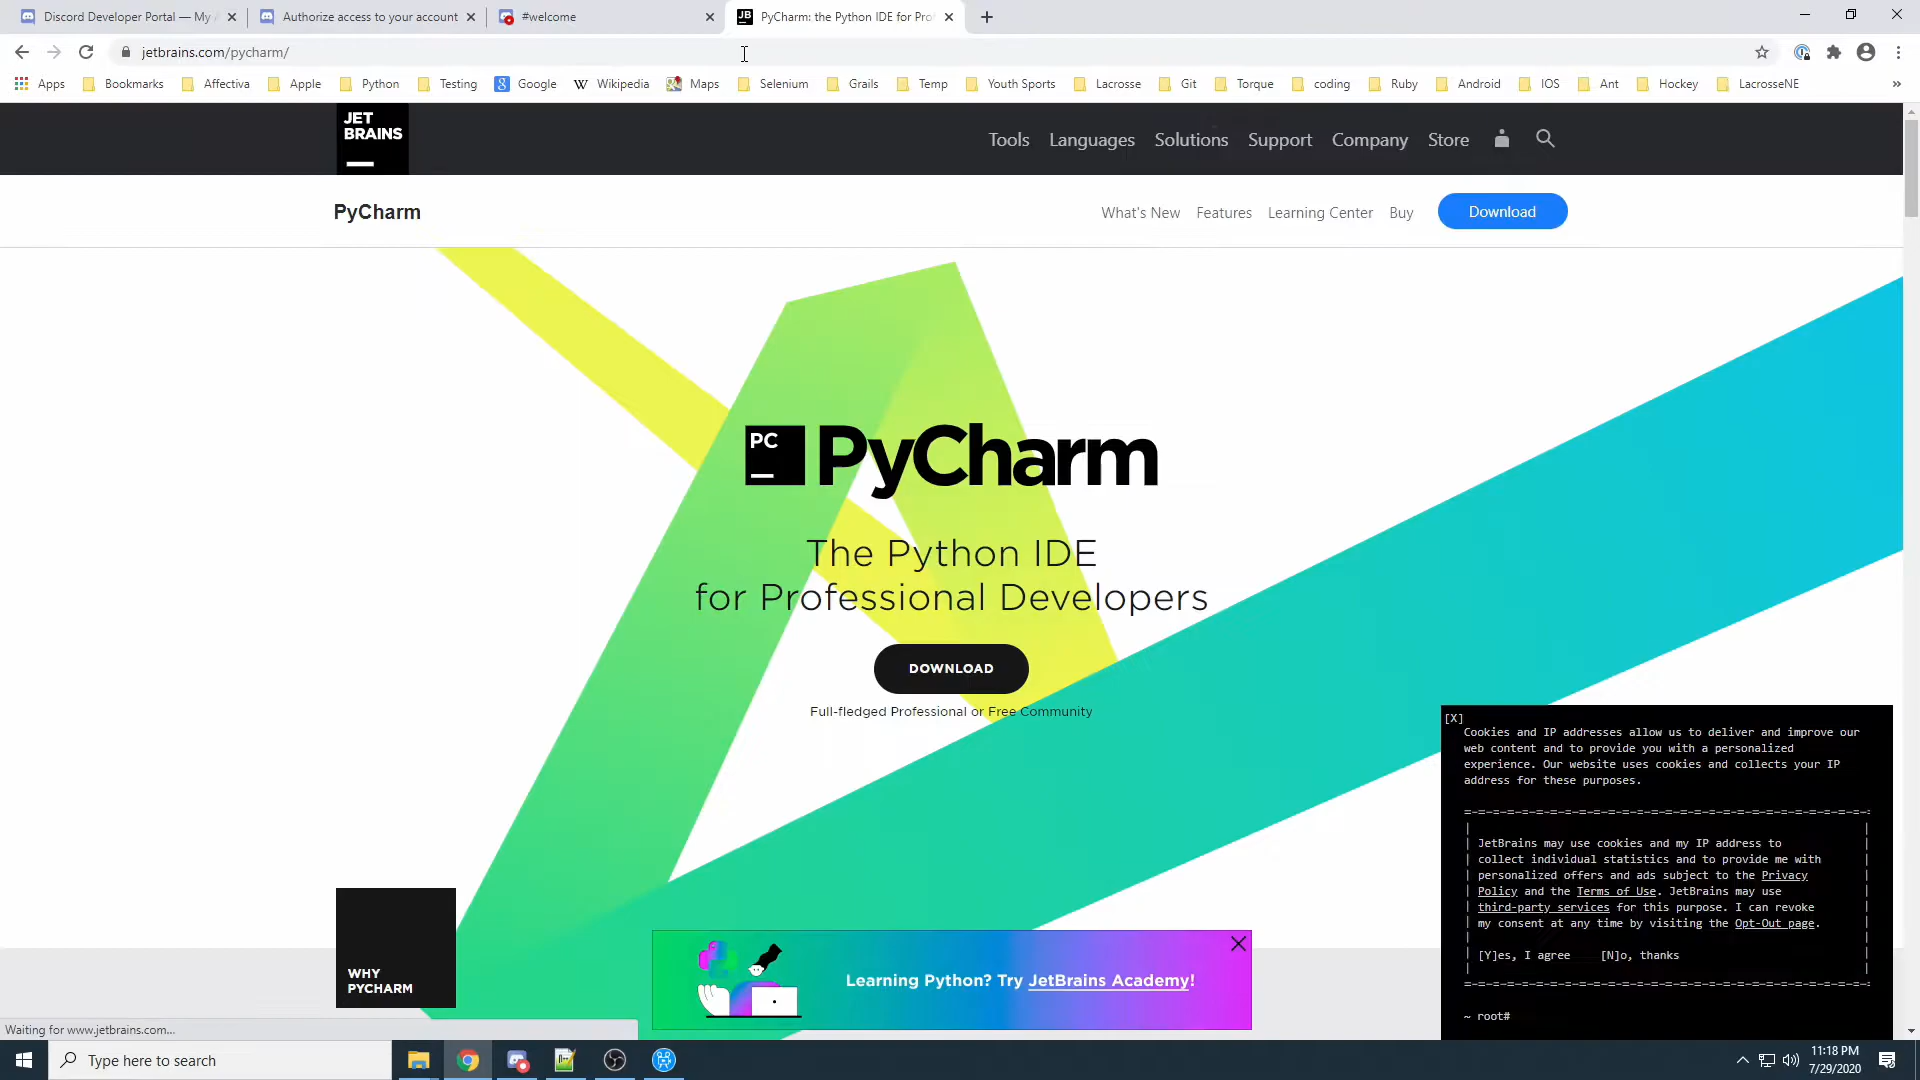 Discord Developer Portal — My
Authorize access to your account
#welcome
JB
PyCharm: the Python IDE for Pro
jetbrains.com/pycharm/
Apps
Bookmarks
Affectiva
Apple
Python
Testing
Google
Wikipedia
Maps
Selenium
Grails
Temp
Youth Sports
Lacrosse
Git
Torque
coding
Ruby
Android
IOS
Ant
Hockey
LacrosseNE
»
JET
BRAINS
Tools
Languages
Solutions
Support
Company
Store
PyCharm
What's New
Features
Learning Center
Buy
Download
PC
PyCharm
The Python IDE
for Professional Developers
DOWNLOAD
Full-fledged Professional or Free Community
[X]
Cookies and IP addresses allow us to deliver and improve our
web content and to provide you with a personalized
experience. Our website uses cookies and collects your IP
address for these purposes.
JetBrains may use cookies and my IP address to
collect individual statistics and to provide me with
personalized offers and ads subject to the Privacy
Policy and the Terms of Use. JetBrains may use
third-party services for this purpose. I can revoke
my consent at any time by visiting the Opt-Out page.
[Y]es, I agree [N]o, thanks
~ root#
WHY
PYCHARM
Learning Python? Try JetBrains Academy!
Waiting for www.jetbrains.com...
Type here to search
11:18 PM
7/29/2020